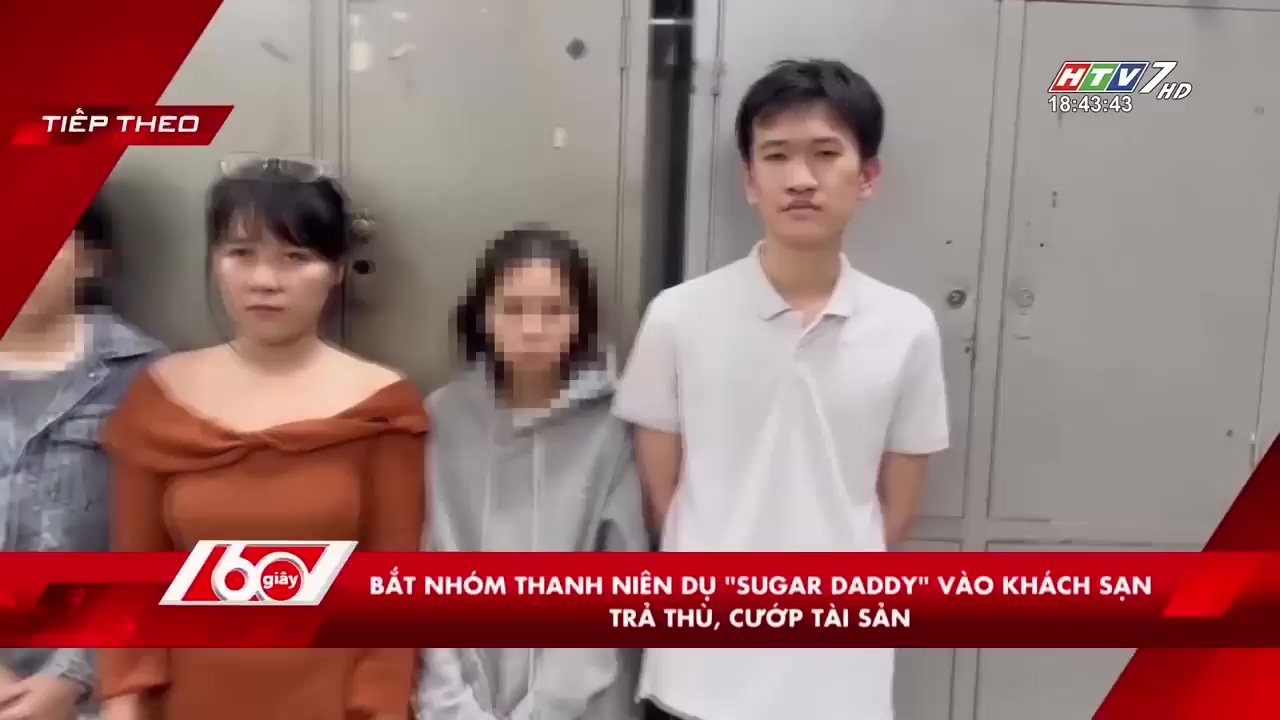 HTV7 HD
18:43:43
TIẾP THEO
60 giây
BẮT NHÓM THANH NIÊN DỤ "SUGAR DADDY" VÀO KHÁCH SẠN
TRẢ THÙ, CƯỚP TÀI SẢN